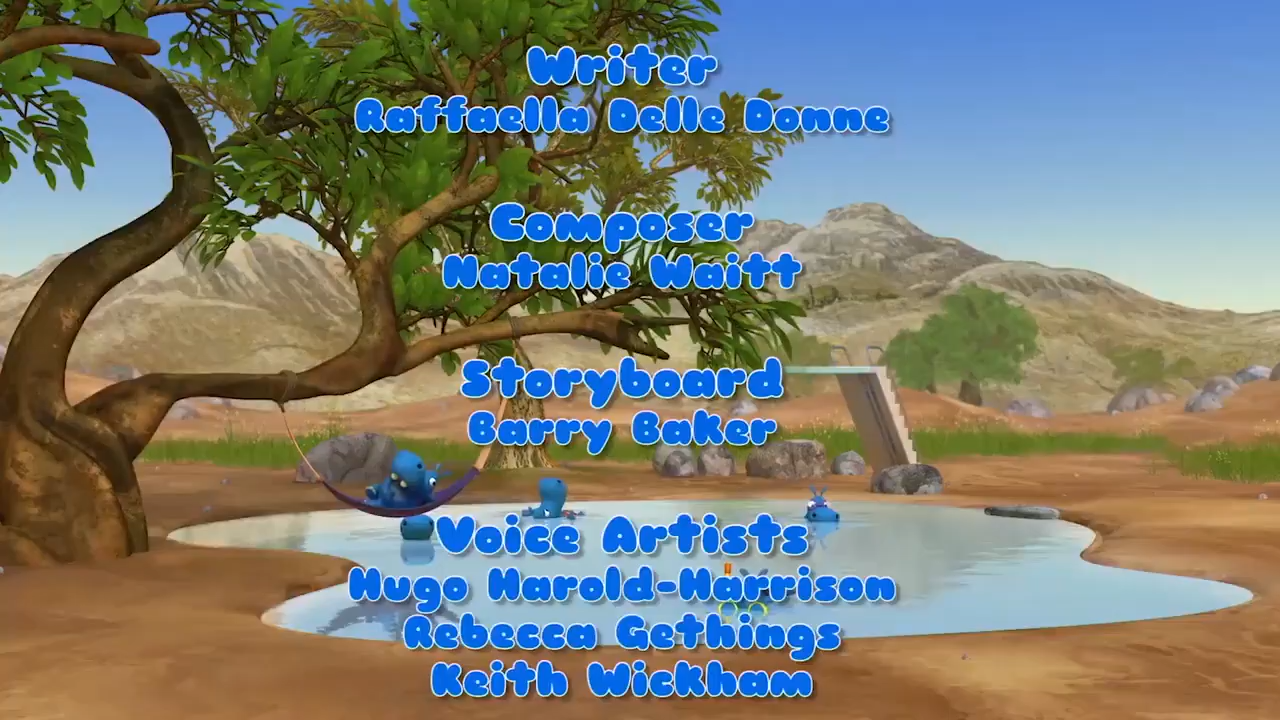 Writer
Raffaella Delle Donne
Composer
Natalie Waitt
Storyboard
Barry Baker
Voice Artists
Hugo Harold-Harrison
Rebecca Gethings
Keith Wickham